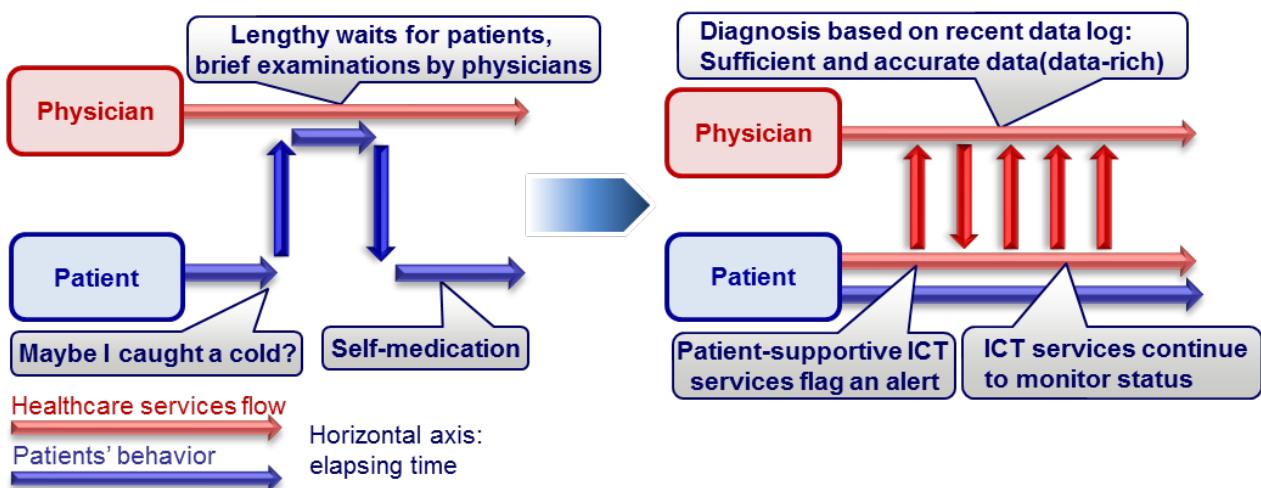 Lengthy waits for patients,
brief examinations by physicians
Physician
Patient
Maybe I caught a cold?
Self-medication
Diagnosis based on recent data log:
Sufficient and accurate data(data-rich)
Physician
Patient
Patient-supportive ICT
services flag an alert
ICT services continue
to monitor status
Healthcare services flow
Patients' behavior
Horizontal axis:
elapsing time